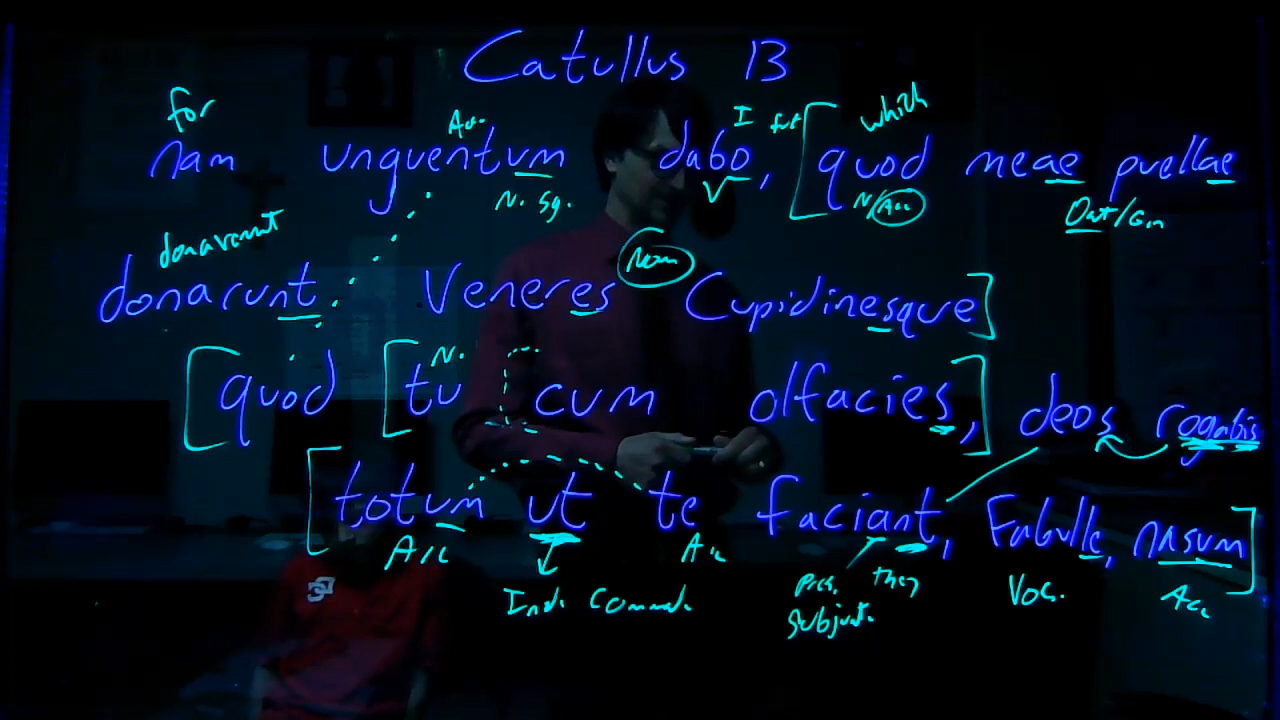 Catullus 13
for Acc. I fut which
nam unguentum dabo, [quod meae puellae
N. Sg. V N/Acc Dat/Gen
donaverunt Nom
donarunt Veneres Cupidinesque]
N.
[quod [tu cum olfacies,] deos rogabis
[totum ut te faciant, Fabulle, nasum]
Acc Acc
Ind. Command. Pres. they Voc. Acc
Subjunct.